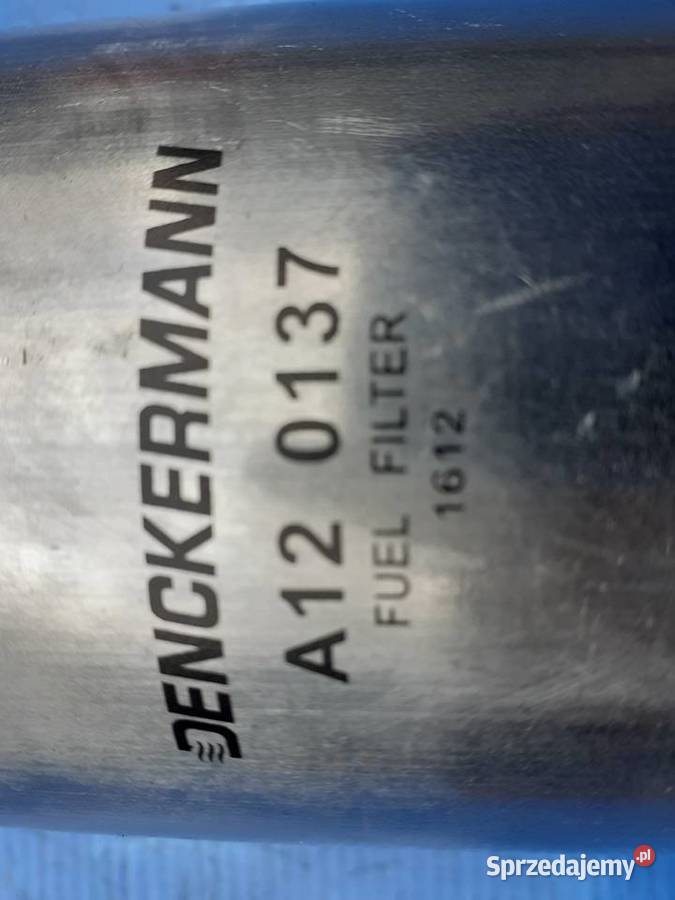 DENCKERMANN
A12 0137
FUEL FILTER
1612
Sprzedajemy.pl